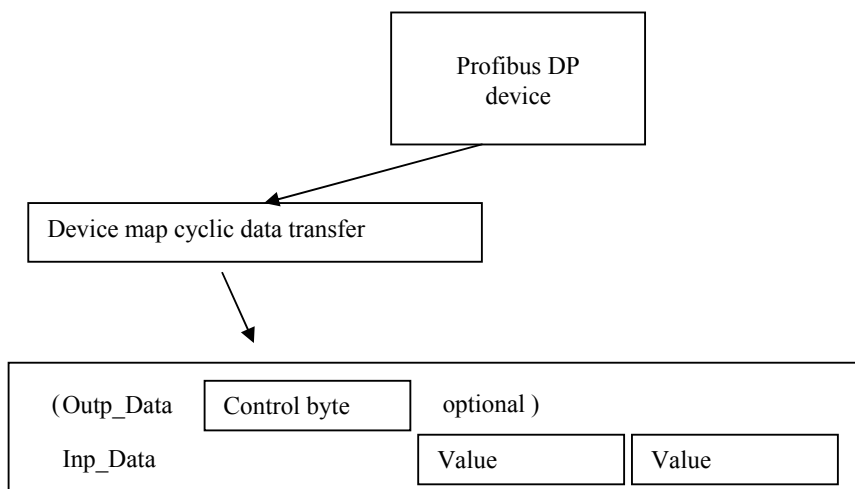 Profibus DP
device
Device map cyclic data transfer
(Outp_Data Control byte optional )
Inp_Data Value Value